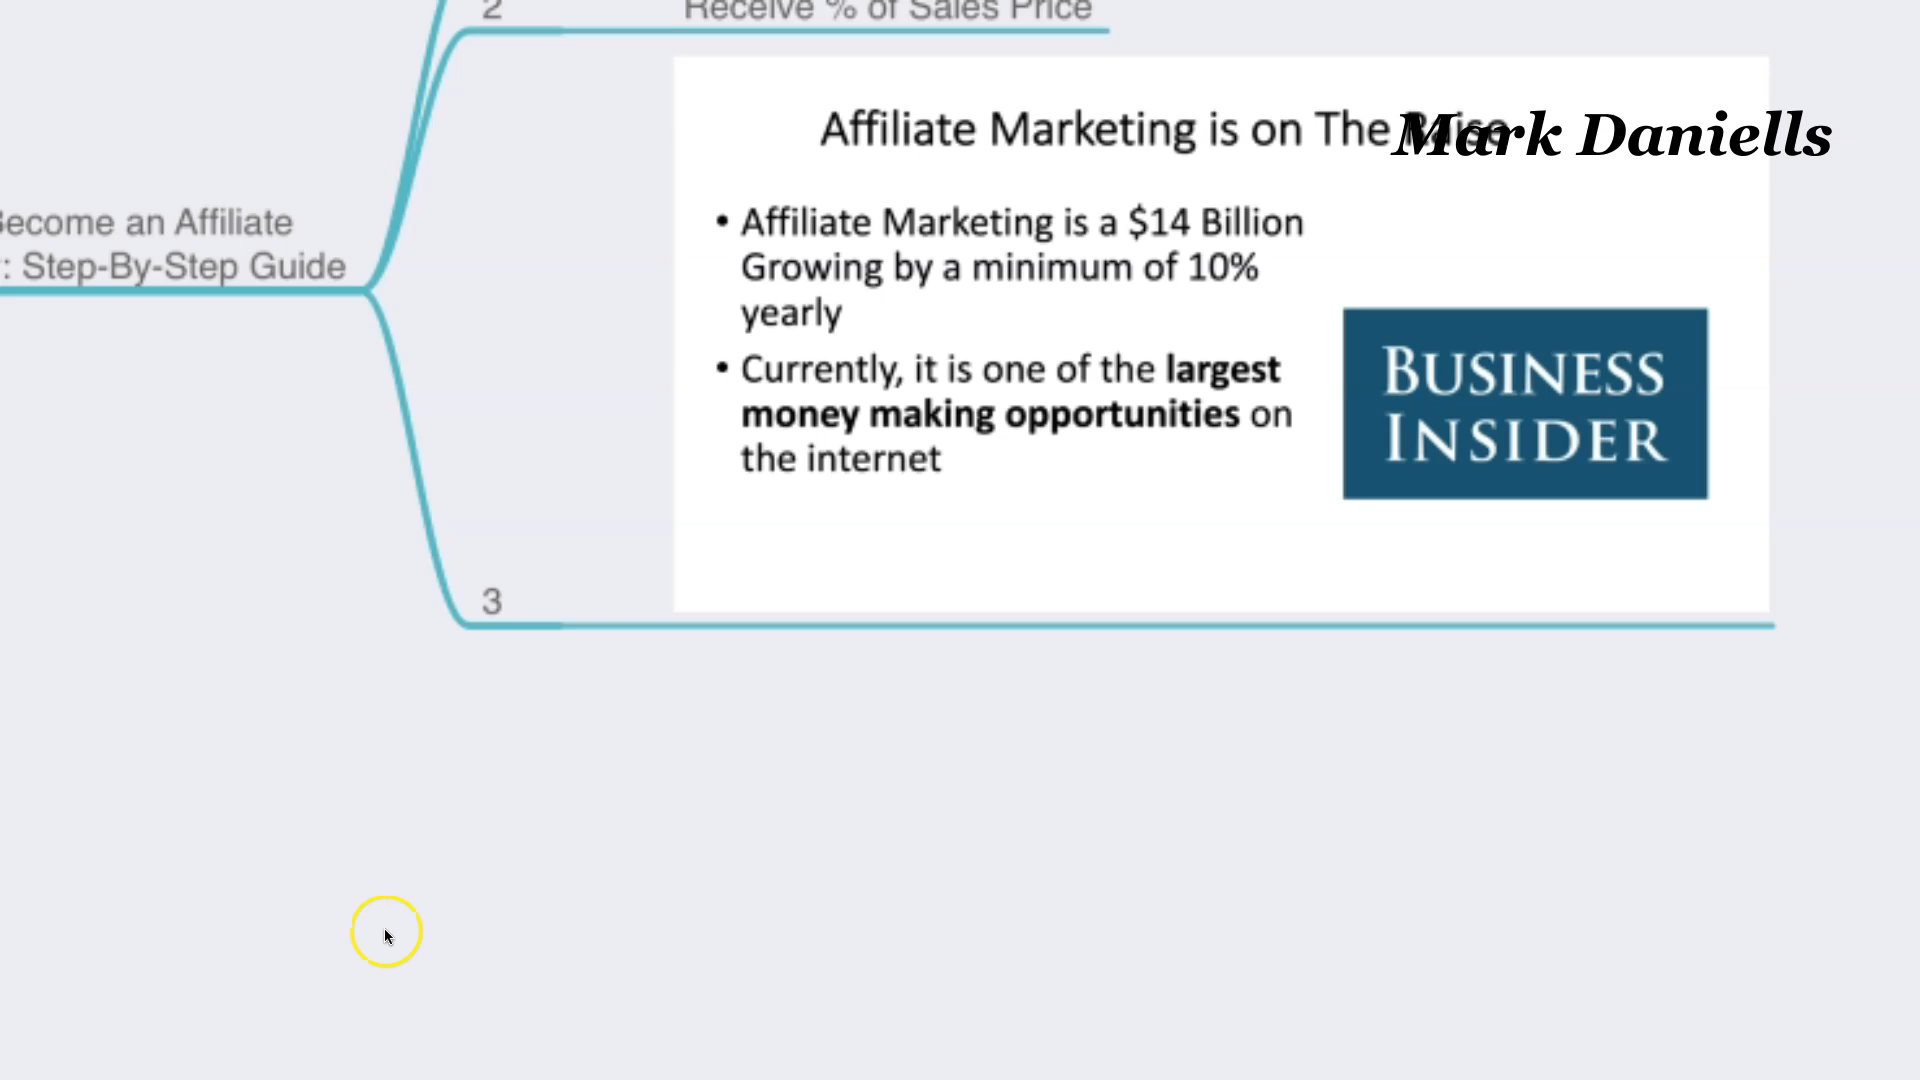 2
Receive % of Sales Price
Affiliate Marketing is on The
Mark Daniells
Become an Affiliate
: Step-By-Step Guide
• Affiliate Marketing is a $14 Billion
Growing by a minimum of 10%
yearly
• Currently, it is one of the largest
money making opportunities on
the internet
BUSINESS
INSIDER
3